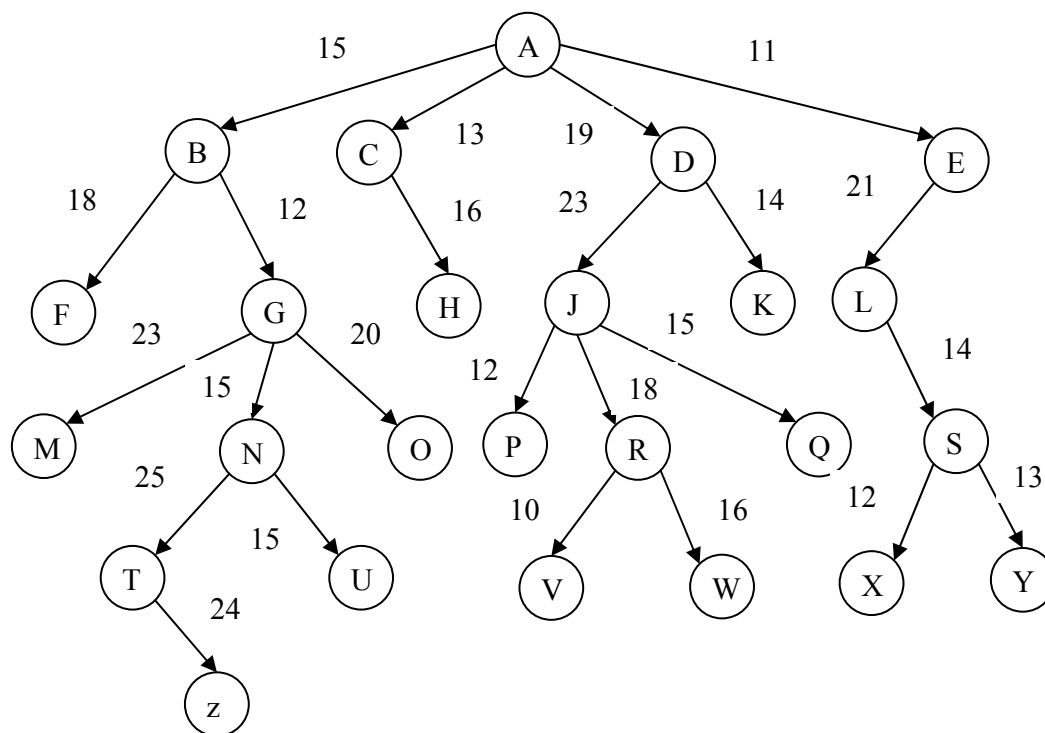 15 A 11
B C 13 19 D E
18 12 16 23 14 21
F G H J K L
23 20 15 14
15 12 18
M N O P R Q S
25 15 10 16 12 13
T U V W X Y
24
z